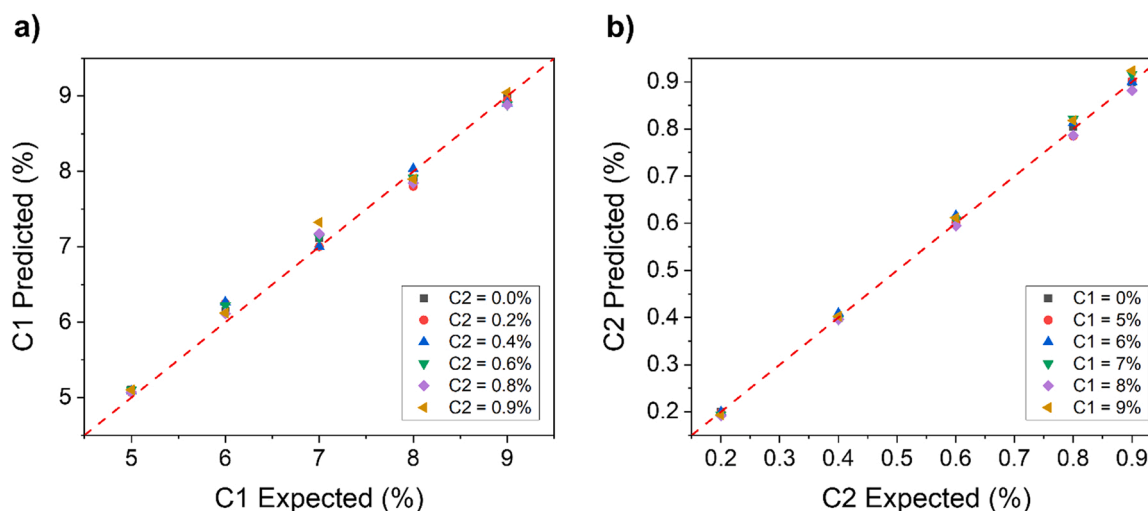 a)
C1 Predicted (%)
9
8
7
6
5
C2 = 0.0%
C2 = 0.2%
C2 = 0.4%
C2 = 0.6%
C2 = 0.8%
C2 = 0.9%
5 6 7 8 9
C1 Expected (%)
b)
C2 Predicted (%)
0.9
0.8
0.7
0.6
0.5
0.4
0.3
0.2
C1 = 0%
C1 = 5%
C1 = 6%
C1 = 7%
C1 = 8%
C1 = 9%
0.2 0.3 0.4 0.5 0.6 0.7 0.8 0.9
C2 Expected (%)